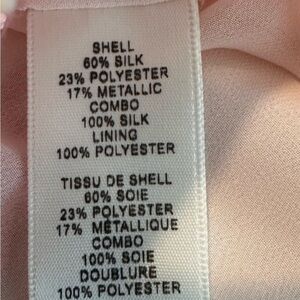 SHELL
60% SILK
23% POLYESTER
17% METALLIC
COMBO
100% SILK
LINING
100% POLYESTER
TISSU DE SHELL
60% SOIE
23% POLYESTER
17% MÉTALLIQUE
COMBO
100% SOIE
DOUBLURE
100% POLYESTER